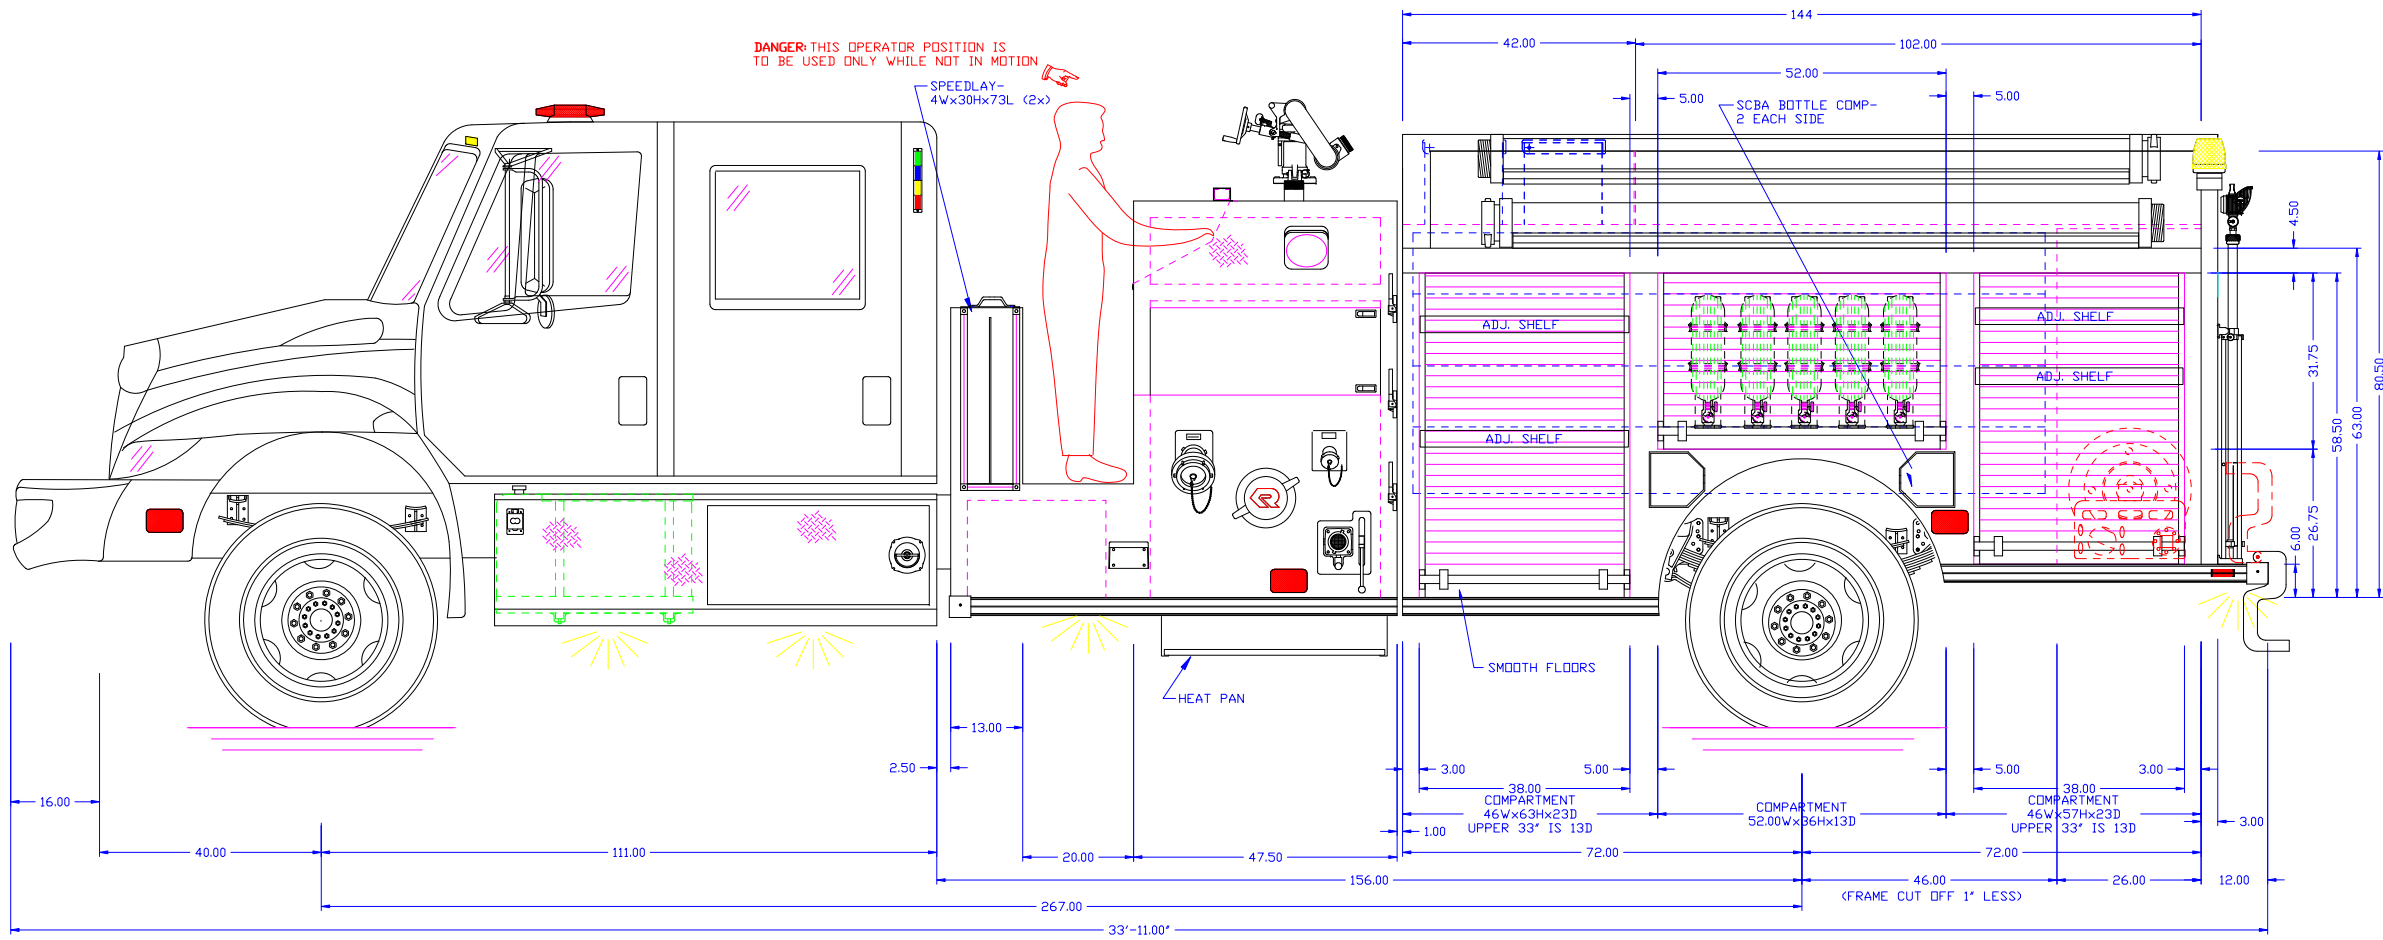 144
42.00
102.00
DANGER: THIS OPERATOR POSITION IS
TO BE USED ONLY WHILE NOT IN MOTION
52.00
SPEEDLAY-
4Wx30Hx73L (2x)
5.00
SCBA BOTTLE COMP-
2 EACH SIDE
5.00
4.50
ADJ. SHELF
ADJ. SHELF
31.75
80.50
ADJ. SHELF
58.50
63.00
ADJ. SHELF
R
26.75
6.00
SMOOTH FLOORS
HEAT PAN
13.00
2.50
3.00
5.00
5.00
3.00
16.00
38.00
38.00
COMPARTMENT
46Wx63Hx23D
UPPER 33" IS 13D
COMPARTMENT
52.00Wx36Hx13D
COMPARTMENT
46Wx57Hx23D
UPPER 33" IS 13D
1.00
3.00
40.00
111.00
20.00
47.50
72.00
72.00
156.00
46.00
26.00
12.00
(FRAME CUT OFF 1" LESS)
267.00
33'-11.00"